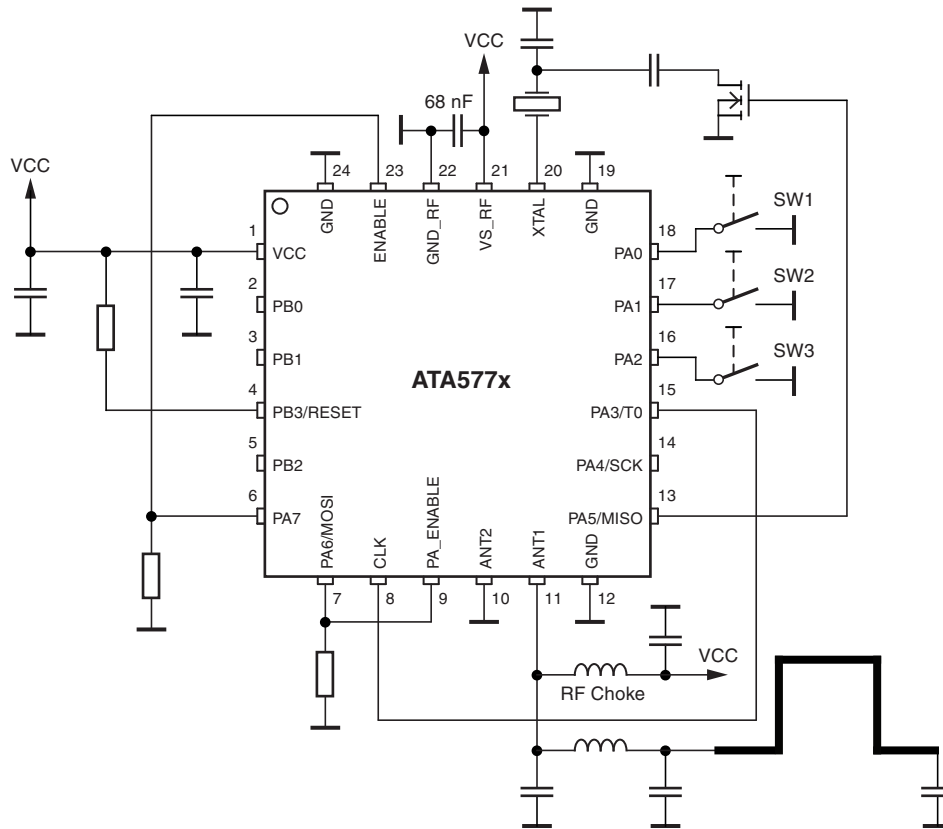 VCC
68 nF
VCC
24
23
22
21
20
19
GND
ENABLE
GND_RF
VS_RF
XTAL
GND
1
VCC
2
PB0
3
PB1
4
PB3/RESET
5
PB2
6
PA7
ATA577x
18
PA0
SW1
17
PA1
SW2
16
PA2
SW3
15
PA3/T0
14
PA4/SCK
13
PA5/MISO
PA6/MOSI
CLK
PA_ENABLE
ANT2
ANT1
GND
7
8
9
10
11
12
VCC
RF Choke